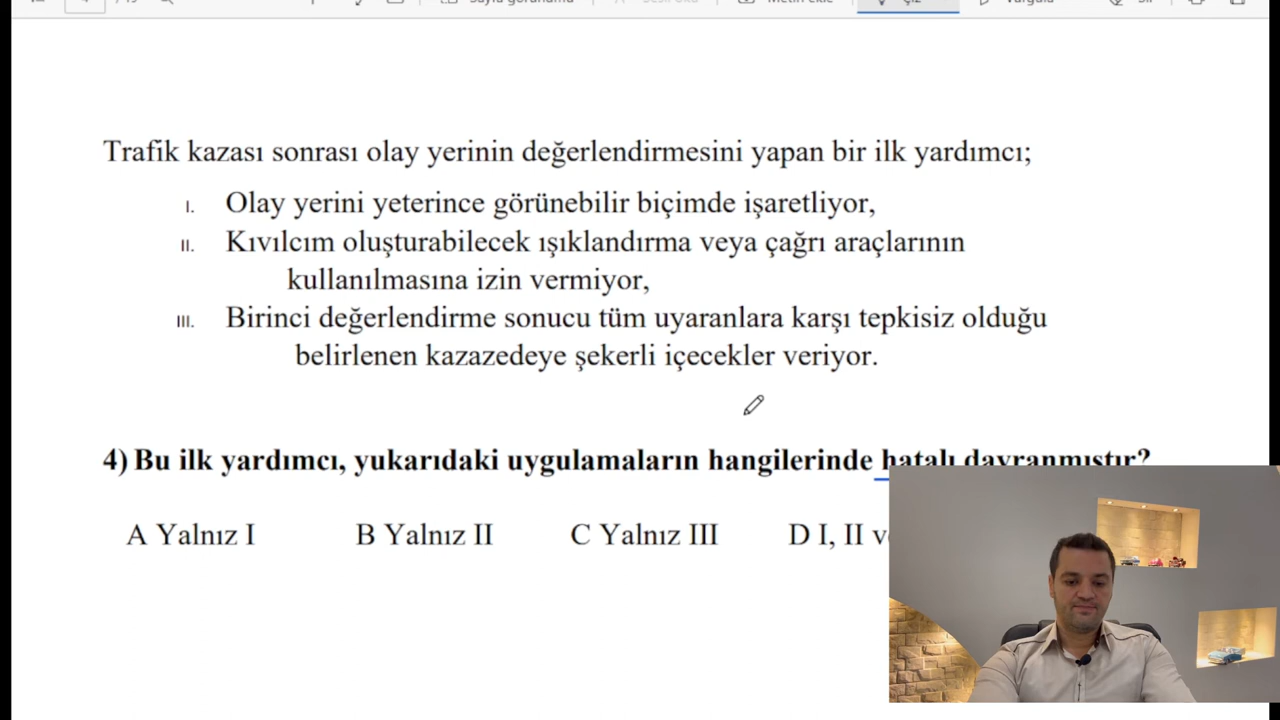 Trafik kazası sonrası olay yerinin değerlendirmesini yapan bir ilk yardımcı;
I. Olay yerini yeterince görünebilir biçimde işaretliyor,
II. Kıvılcım oluşturabilecek ışıklandırma veya çağrı araçlarının
kullanılmasına izin vermiyor,
III. Birinci değerlendirme sonucu tüm uyaranlara karşı tepkisiz olduğu
belirlenen kazazedeye şekerli içecekler veriyor.
4) Bu ilk yardımcı, yukarıdaki uygulamaların hangilerinde hatalı davranmıştır?
A Yalnız I B Yalnız II C Yalnız III D I, II v